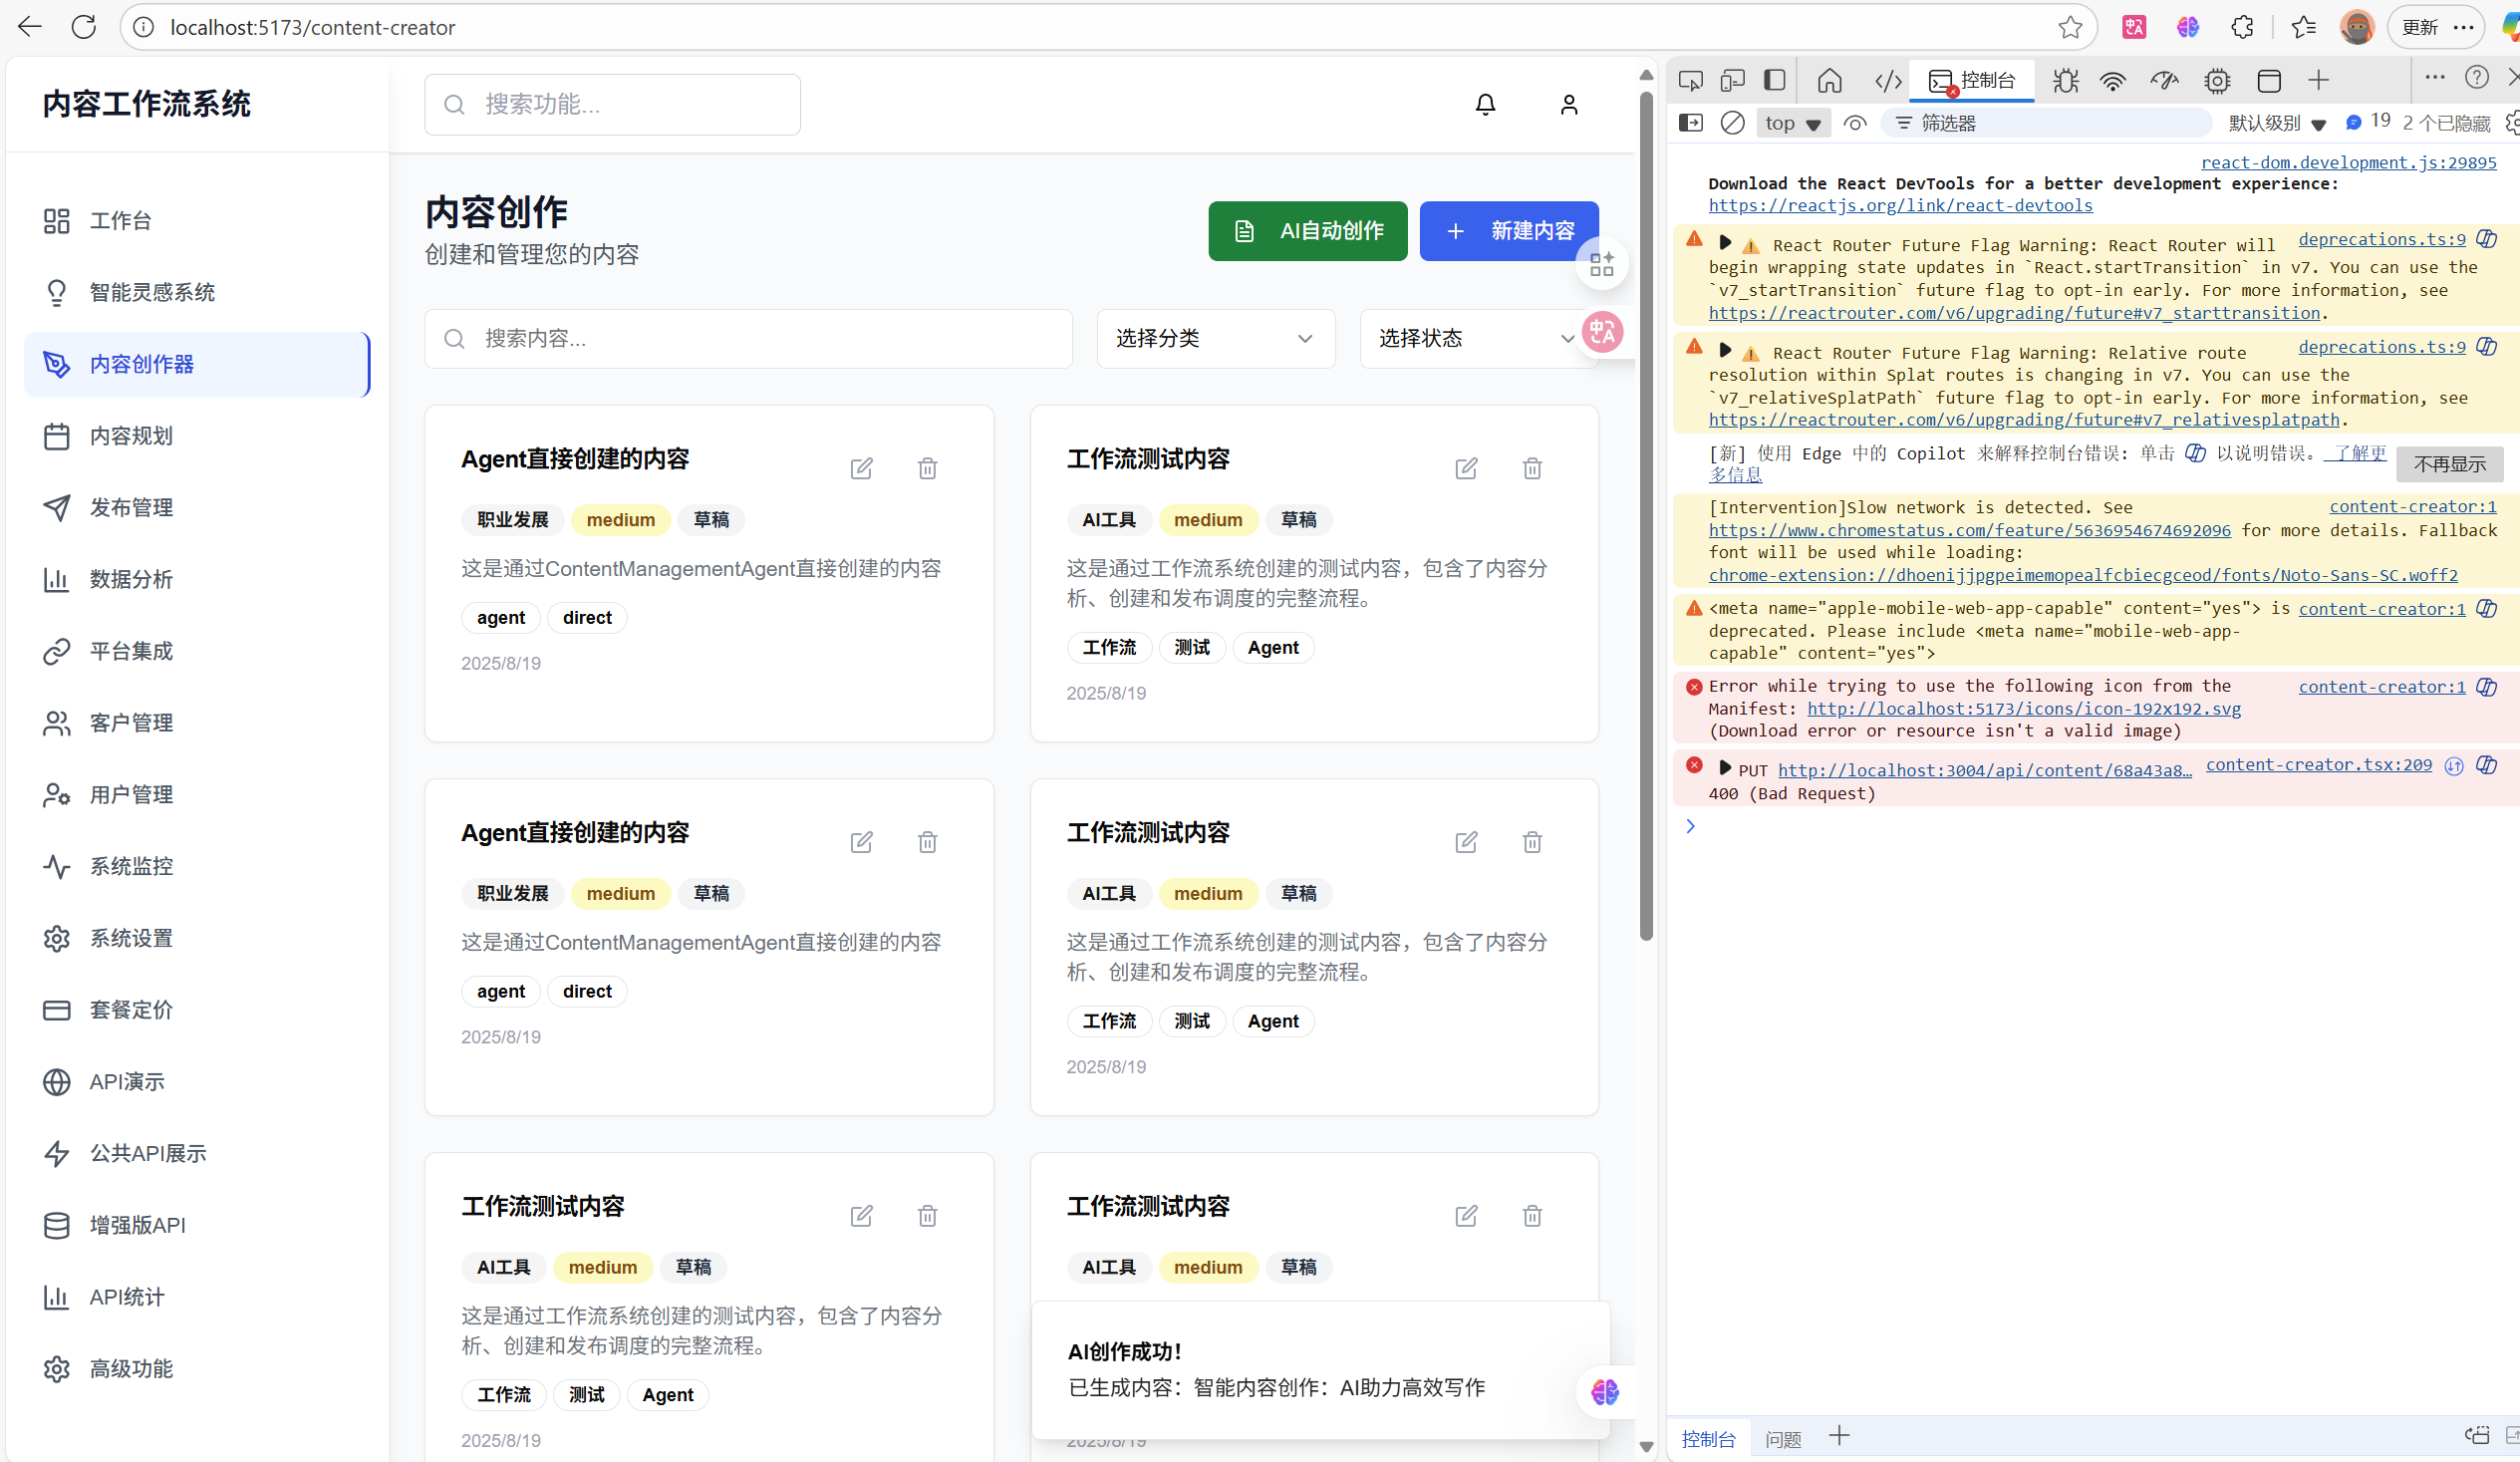 localhost:5173/content-creator
更新
内容工作流系统
工作台
智能灵感系统
内容创作器
内容规划
发布管理
数据分析
平台集成
客户管理
用户管理
系统监控
系统设置
套餐定价
API演示
公共API展示
增强版API
API统计
高级功能
搜索功能...
内容创作
创建和管理您的内容
AI自动创作
新建内容
搜索内容...
选择分类
选择状态
Agent直接创建的内容
职业发展 medium 草稿
这是通过ContentManagementAgent直接创建的内容
agent direct
2025/8/19
工作流测试内容
AI工具 medium 草稿
这是通过工作流系统创建的测试内容，包含了内容分
析、创建和发布调度的完整流程。
工作流 测试 Agent
2025/8/19
Agent直接创建的内容
职业发展 medium 草稿
这是通过ContentManagementAgent直接创建的内容
agent direct
2025/8/19
工作流测试内容
AI工具 medium 草稿
这是通过工作流系统创建的测试内容，包含了内容分
析、创建和发布调度的完整流程。
工作流 测试 Agent
2025/8/19
工作流测试内容
AI工具 medium 草稿
这是通过工作流系统创建的测试内容，包含了内容分
析、创建和发布调度的完整流程。
工作流 测试 Agent
2025/8/19
工作流测试内容
AI工具 medium 草稿
AI创作成功！
已生成内容：智能内容创作：AI助力高效写作
2025/8/19
控制台
top 筛选器 默认级别 19 2 个已隐藏
react-dom.development.js:29895
Download the React DevTools for a better development experience:
https://reactjs.org/link/react-devtools
⚠️ React Router Future Flag Warning: React Router will deprecations.ts:9
begin wrapping state updates in `React.startTransition` in v7. You can use the
`v7_startTransition` future flag to opt-in early. For more information, see
https://reactrouter.com/v6/upgrading/future#v7_starttransition.
⚠️ React Router Future Flag Warning: Relative route deprecations.ts:9
resolution within Splat routes is changing in v7. You can use the
`v7_relativeSplatPath` future flag to opt-in early. For more information, see
https://reactrouter.com/v6/upgrading/future#v7_relativesplatpath.
[新] 使用 Edge 中的 Copilot 来解释控制台错误: 单击 以说明错误。 了解更
多信息
不再显示
[Intervention]Slow network is detected. See content-creator:1
https://www.chromestatus.com/feature/5636954674692096 for more details. Fallback
font will be used while loading:
chrome-extension://dhoenijjpgpeimemopealfcbiecgceod/fonts/Noto-Sans-SC.woff2
<meta name="apple-mobile-web-app-capable" content="yes"> is content-creator:1
deprecated. Please include <meta name="mobile-web-app-
capable" content="yes">
Error while trying to use the following icon from the content-creator:1
Manifest: http://localhost:5173/icons/icon-192x192.svg
(Download error or resource isn't a valid image)
PUT http://localhost:3004/api/content/68a43a8… content-creator.tsx:209
400 (Bad Request)
控制台 问题